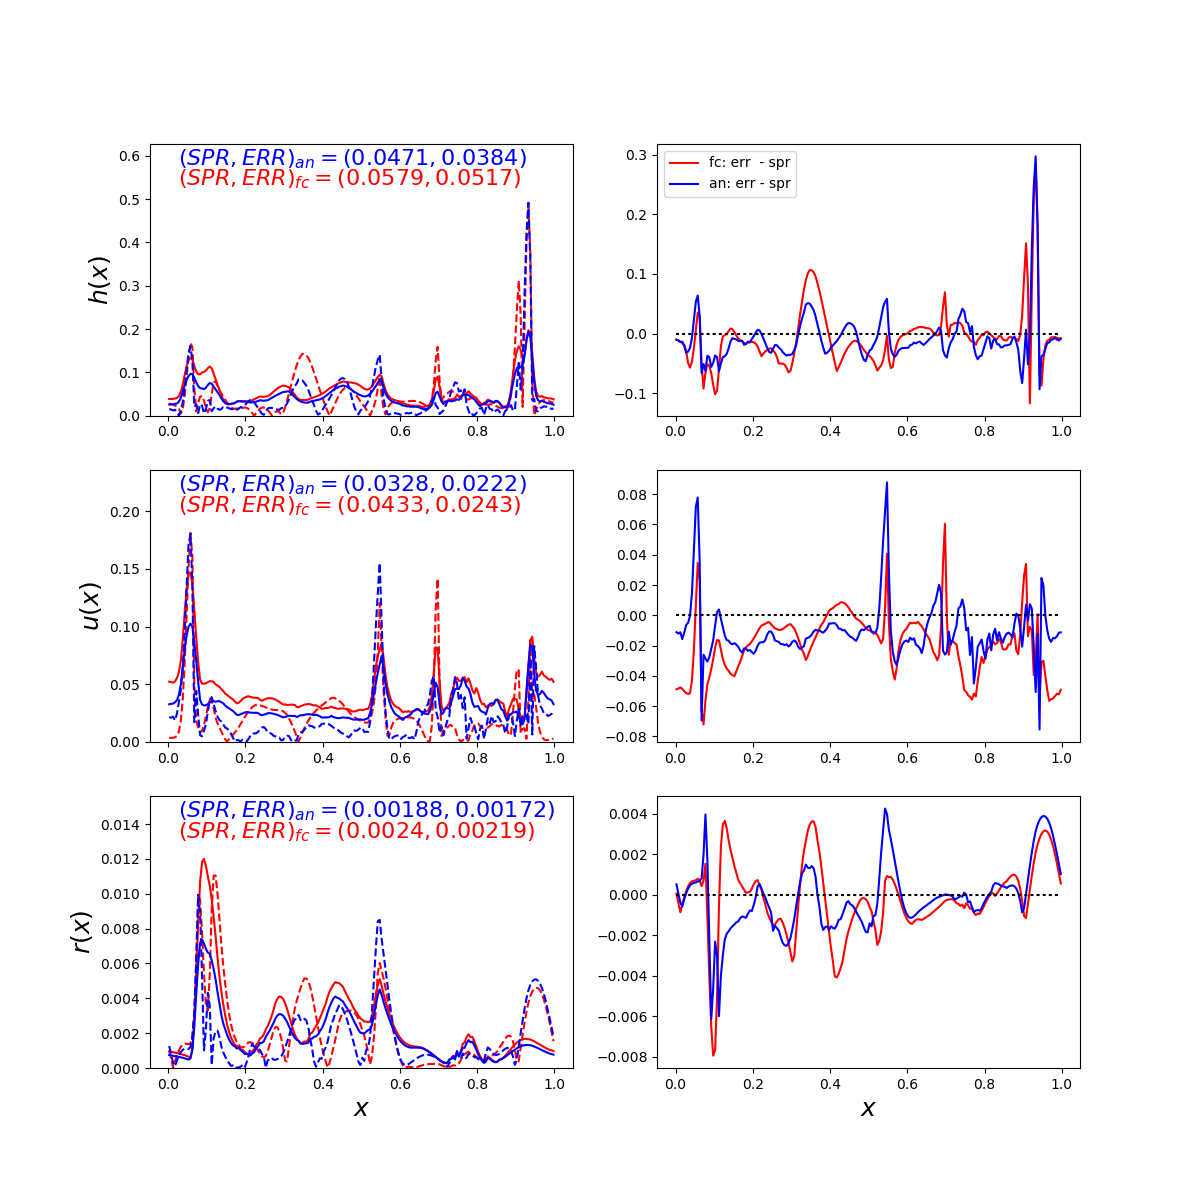 (SPR, ERR)an = (0.0471, 0.0384)
(SPR, ERR)fc = (0.0579, 0.0517)
h(x)
0.6
0.5
0.4
0.3
0.2
0.1
0.0
0.0 0.2 0.4 0.6 0.8 1.0
fc: err - spr
an: err - spr
0.3
0.2
0.1
0.0
−0.1
0.0 0.2 0.4 0.6 0.8 1.0
(SPR, ERR)an = (0.0328, 0.0222)
(SPR, ERR)fc = (0.0433, 0.0243)
u(x)
0.20
0.15
0.10
0.05
0.00
0.0 0.2 0.4 0.6 0.8 1.0
0.08
0.06
0.04
0.02
0.00
−0.02
−0.04
−0.06
−0.08
0.0 0.2 0.4 0.6 0.8 1.0
(SPR, ERR)an = (0.00188, 0.00172)
(SPR, ERR)fc = (0.0024, 0.00219)
r(x)
0.014
0.012
0.010
0.008
0.006
0.004
0.002
0.000
0.0 0.2 0.4 0.6 0.8 1.0
x
0.004
0.002
0.000
−0.002
−0.004
−0.006
−0.008
0.0 0.2 0.4 0.6 0.8 1.0
x